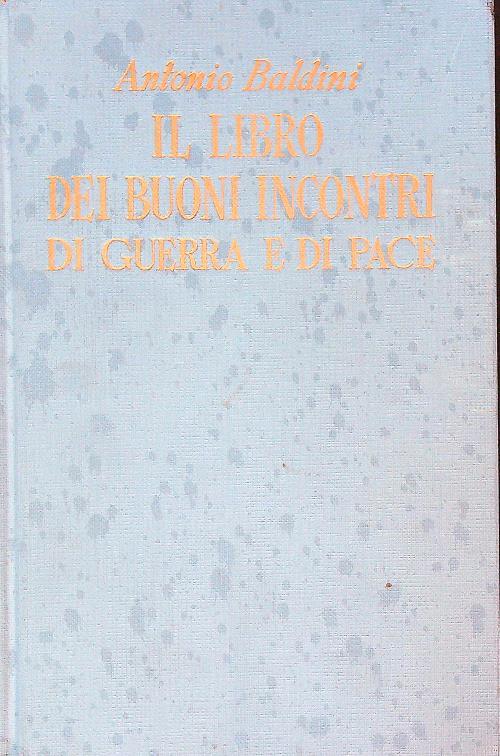 Antonio Baldini
IL LIBRO
DEI BUONI INCONTRI
DI GUERRA E DI PACE